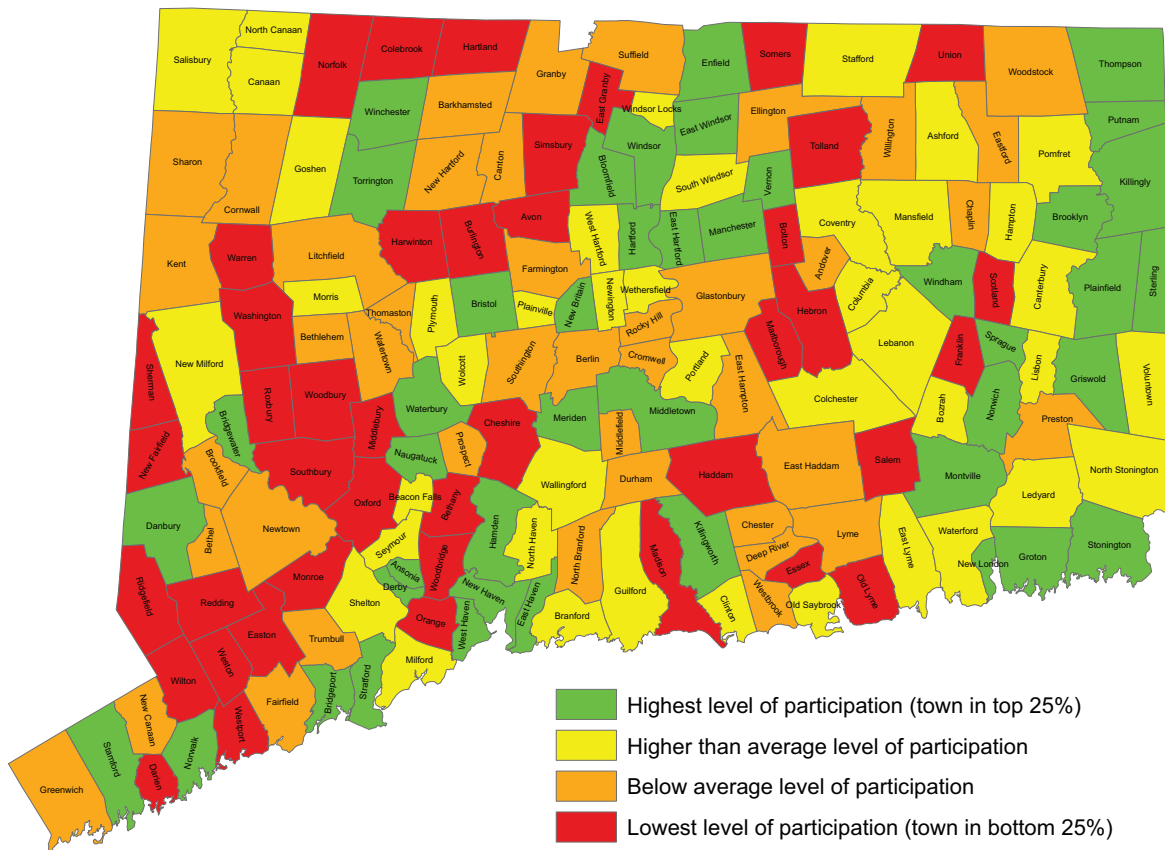 North Canaan
Salisbury
Canaan
Norfolk
Colebrook
Hartland
Granby
Suffield
East Granby
Windsor Locks
Enfield
Somers
Stafford
Union
Woodstock
Thompson
Putnam
Winchester
Barkhamsted
Simsbury
Windsor
East Windsor
Ellington
Tolland
Willington
Ashford
Eastford
Pomfret
Killingly
Sharon
Cornwall
Goshen
Torrington
New Hartford
Canton
Bloomfield
South Windsor
Vernon
Coventry
Mansfield
Chaplin
Hampton
Brooklyn
Kent
Warren
Litchfield
Harwinton
Burlington
Avon
Farmington
West Hartford
Hartford
East Hartford
Manchester
Bolton
Andover
Columbia
Windham
Scotland
Canterbury
Plainfield
Sterling
Morris
Washington
Bethlehem
Thomaston
Watertown
Plymouth
Bristol
Plainville
New Britain
Newington
Wethersfield
Rocky Hill
Glastonbury
Marlborough
Hebron
Lebanon
Franklin
Sprague
Lisbon
Griswold
Voluntown
New Milford
Sherman
Roxbury
Woodbury
Middlebury
Waterbury
Wolcott
Southington
Berlin
Cromwell
Portland
East Hampton
Colchester
Bozrah
Norwich
Preston
North Stonington
New Fairfield
Bridgewater
Brookfield
Southbury
Naugatuck
Prospect
Cheshire
Meriden
Middlefield
Middletown
Haddam
East Haddam
Salem
Montville
Ledyard
Danbury
Bethel
Newtown
Oxford
Beacon Falls
Bethany
Hamden
Wallingford
Durham
Killingworth
Chester
Deep River
Lyme
East Lyme
Waterford
New London
Groton
Stonington
Ridgefield
Redding
Monroe
Seymour
Ansonia
Derby
Woodbridge
North Haven
New Haven
East Haven
North Branford
Branford
Guilford
Madison
Clinton
Westbrook
Essex
Old Saybrook
Old Lyme
Shelton
Orange
West Haven
Milford
Trumbull
Easton
Weston
Wilton
Stratford
Bridgeport
Fairfield
Westport
Norwalk
New Canaan
Darien
Stamford
Greenwich
Highest level of participation (town in top 25%)
Higher than average level of participation
Below average level of participation
Lowest level of participation (town in bottom 25%)